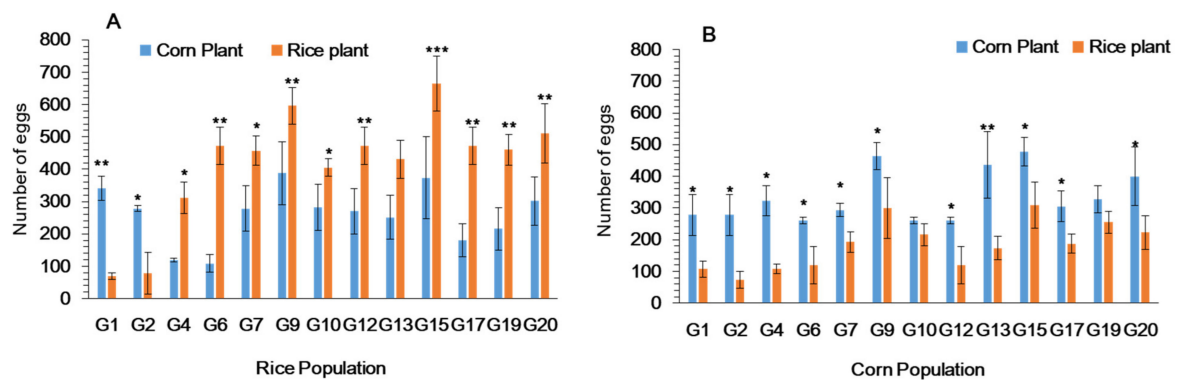 A
Corn Plant Rice plant
Number of eggs
800
700
600
500
400
300
200
100
0
** * * ** * ** * ** *** ** ** **
G1 G2 G4 G6 G7 G9 G10 G12 G13 G15 G17 G19 G20
Rice Population
B
Corn Plant Rice plant
Number of eggs
800
700
600
500
400
300
200
100
0
* * * * * * * ** * * *
G1 G2 G4 G6 G7 G9 G10 G12 G13 G15 G17 G19 G20
Corn Population